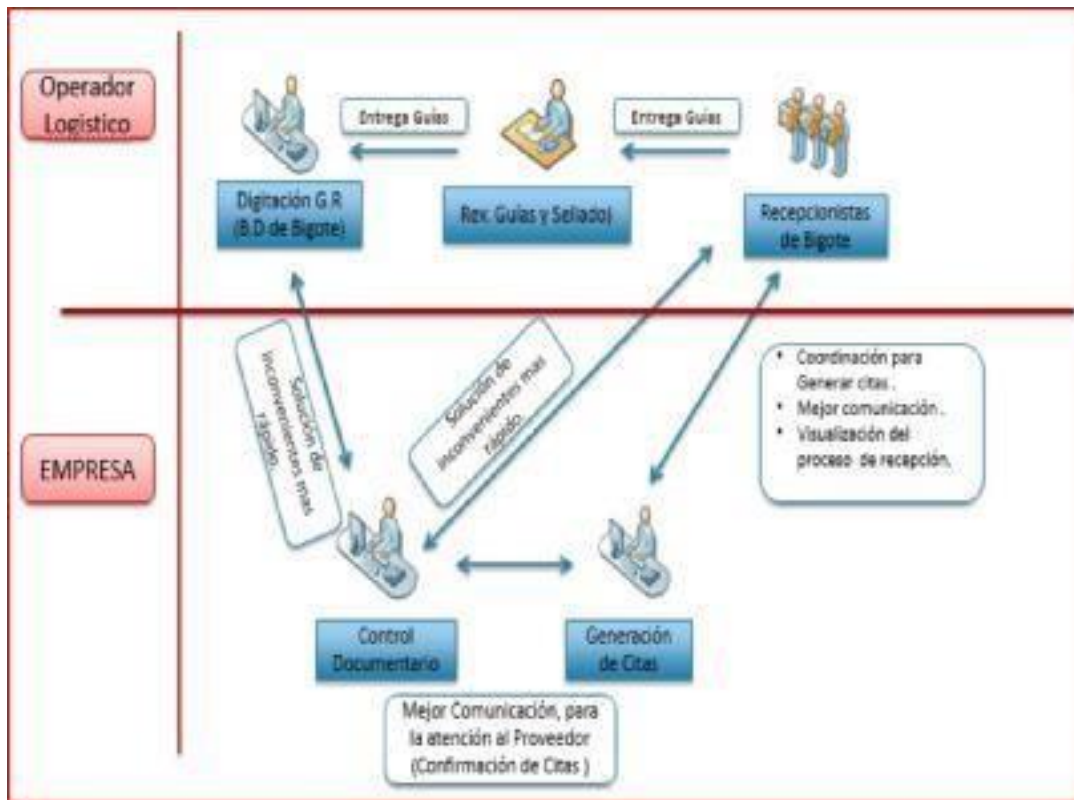 Operador
Logístico
Entrega Guías
Entrega Guías
Digitación G.R
(B.D de Bigote)
Rev. Guías y Sellado)
Recepcionistas
de Bigote
Solución de
inconvenientes mas
rápido.
Solución de
inconvenientes mas
rápido.
• Coordinación para
Generar citas .
• Mejor comunicación .
• Visualización del
proceso de recepción.
EMPRESA
Control
Documentario
Generación
de Citas
Mejor Comunicación, para
la atención al Proveedor
(Confirmación de Citas )